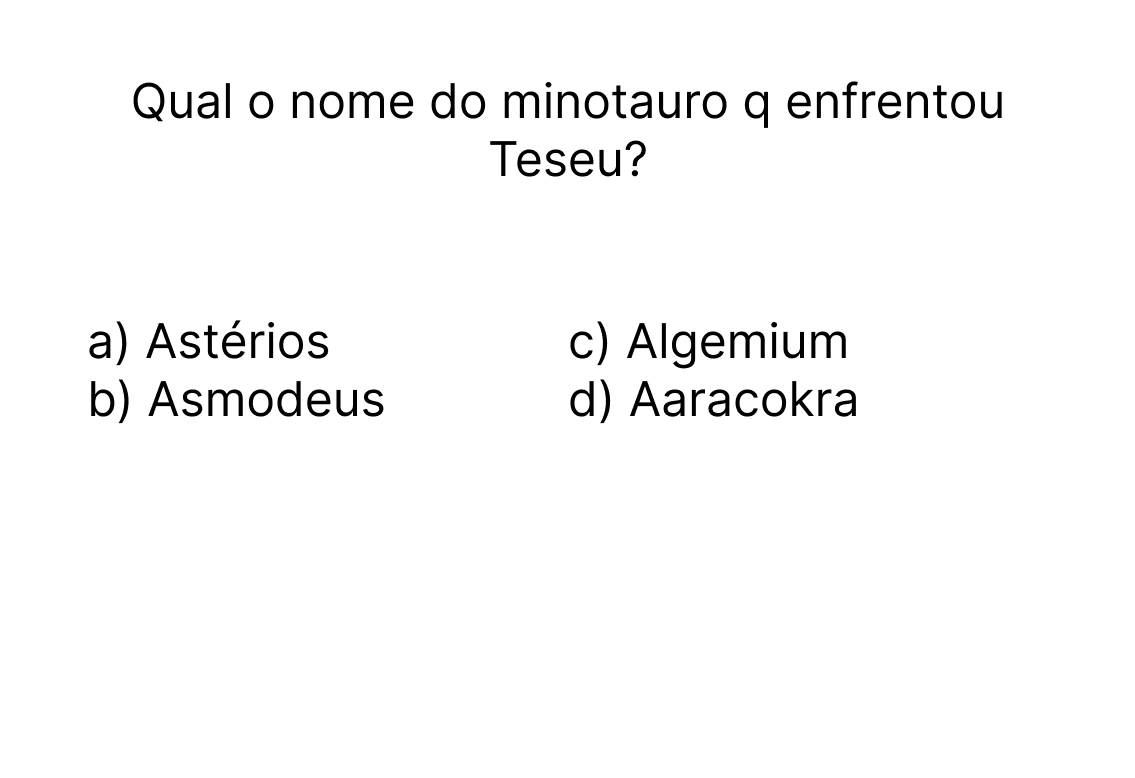 Qual o nome do minotauro q enfrentou
Teseu?
a) Astérios
b) Asmodeus
c) Algemium
d) Aaracokra